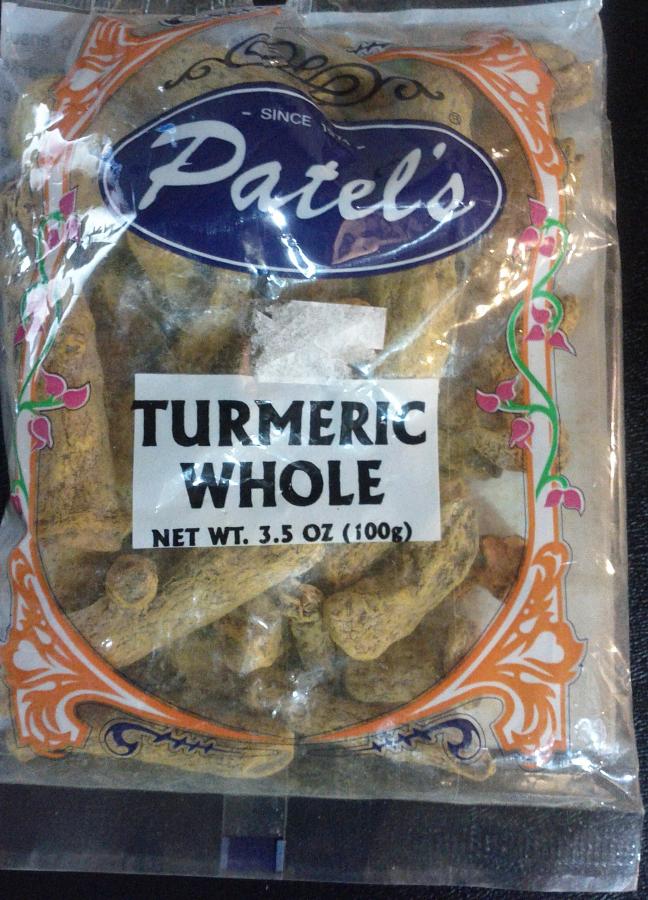 - SINCE
Patel's ®
TURMERIC
WHOLE
NET WT. 3.5 OZ (100g)